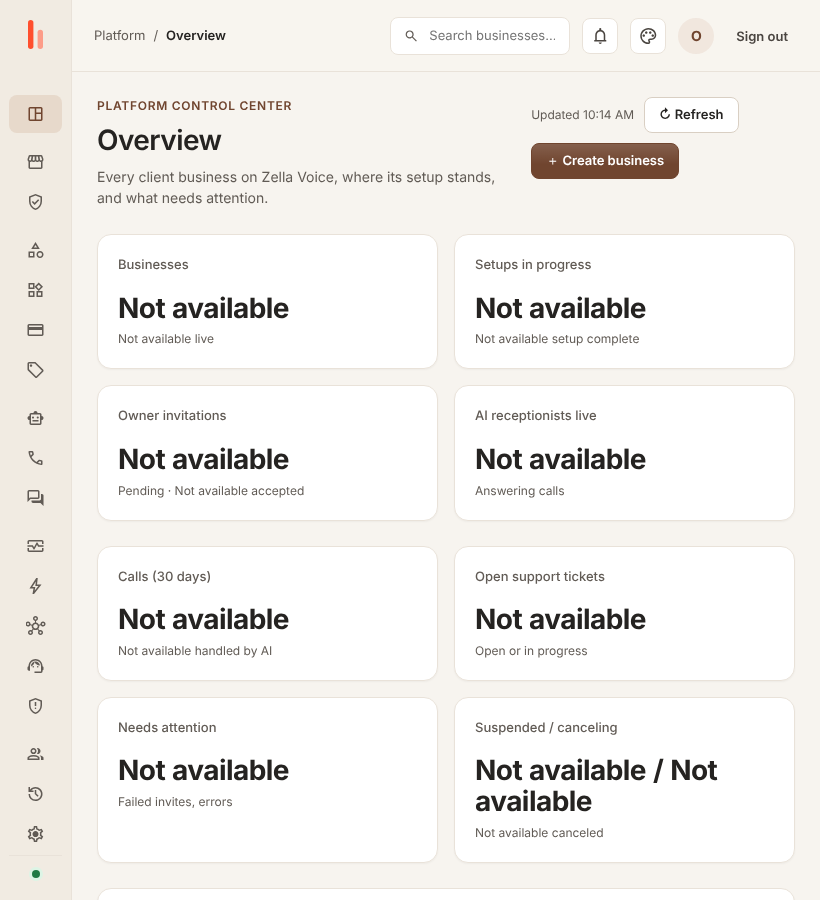 Platform / Overview
Search businesses...
O
Sign out
PLATFORM CONTROL CENTER
Overview
Every client business on Zella Voice, where its setup stands,
and what needs attention.
Updated 10:14 AM
Refresh
+ Create business
Businesses
Not available
Not available live
Setups in progress
Not available
Not available setup complete
Owner invitations
Not available
Pending · Not available accepted
AI receptionists live
Not available
Answering calls
Calls (30 days)
Not available
Not available handled by AI
Open support tickets
Not available
Open or in progress
Needs attention
Not available
Failed invites, errors
Suspended / canceling
Not available / Not
available
Not available canceled